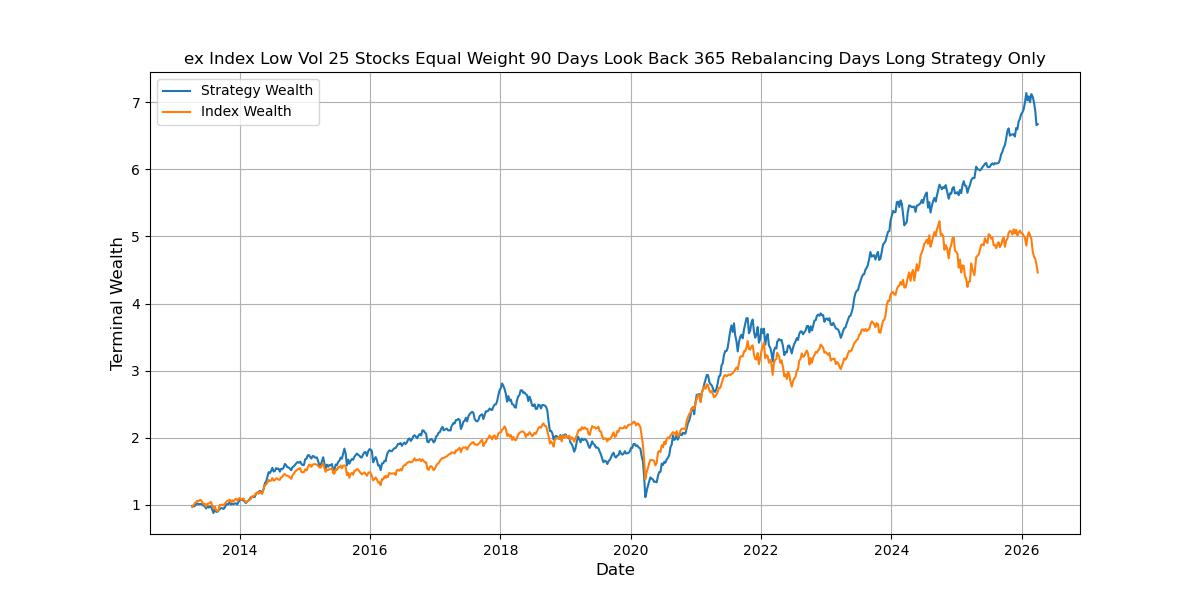 ex Index Low Vol 25 Stocks Equal Weight 90 Days Look Back 365 Rebalancing Days Long Strategy Only
Strategy Wealth
Index Wealth
Terminal Wealth
7
6
5
4
3
2
1
2014 2016 2018 2020 2022 2024 2026
Date